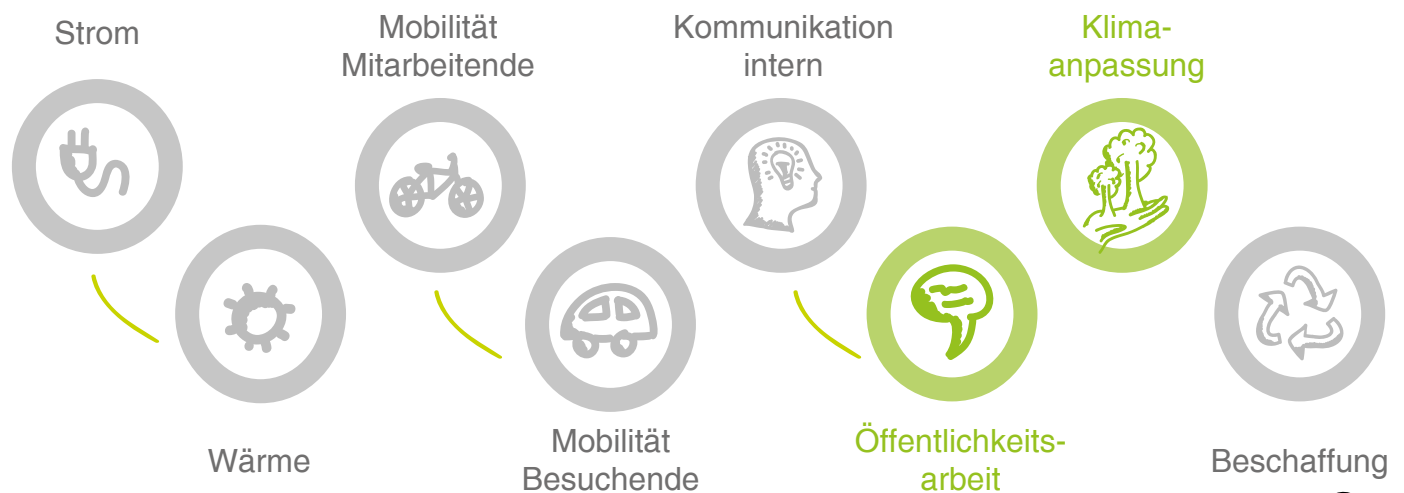 Strom
Mobilität
Mitarbeitende
Kommunikation
intern
Klima-
anpassung
Wärme
Mobilität
Besuchende
Öffentlichkeits-
arbeit
Beschaffung